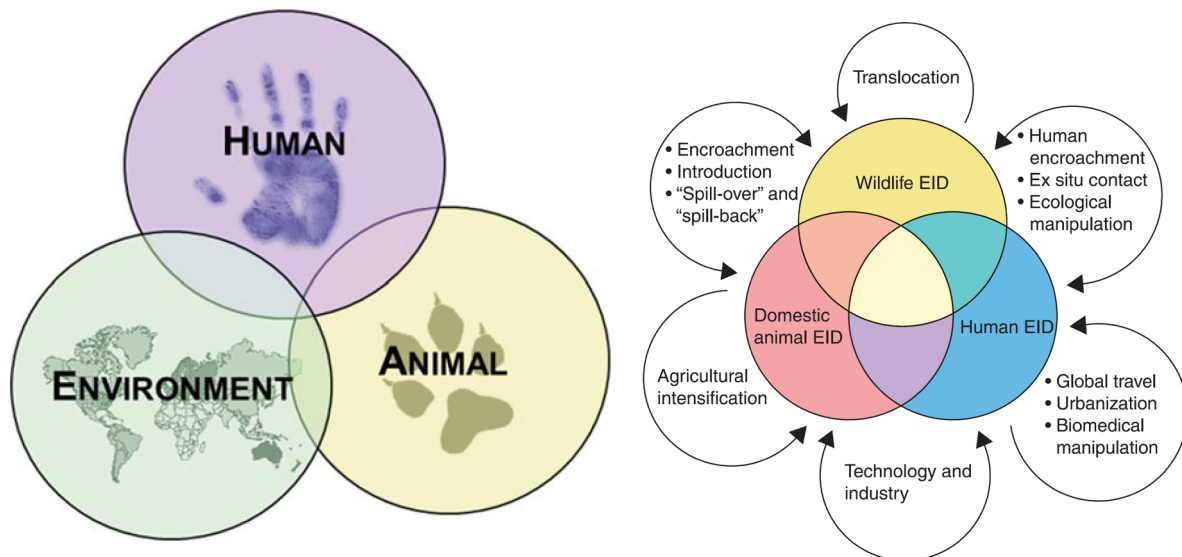 HUMAN
ENVIRONMENT
ANIMAL
Translocation
• Encroachment
• Introduction
• “Spill-over” and
“spill-back”
Wildlife EID
• Human
encroachment
• Ex situ contact
• Ecological
manipulation
Domestic
animal EID
Human EID
Agricultural
intensification
• Global travel
• Urbanization
• Biomedical
manipulation
Technology and
industry